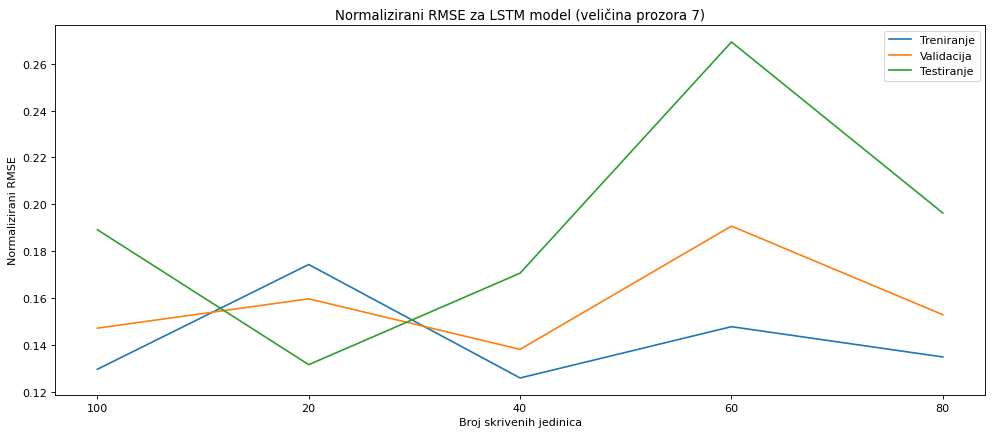 Normalizirani RMSE za LSTM model (veličina prozora 7)
Treniranje
Validacija
Testiranje
Normalizirani RMSE
0.26
0.24
0.22
0.20
0.18
0.16
0.14
0.12
100 20 40 60 80
Broj skrivenih jedinica